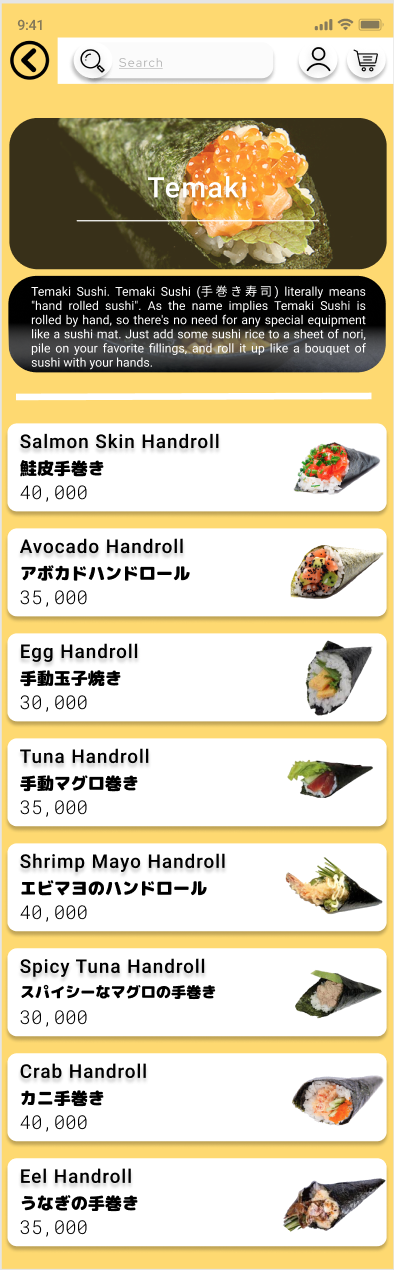 9:41
Search
Temaki
Temaki Sushi. Temaki Sushi (手巻き寿司) literally means
"hand rolled sushi". As the name implies Temaki Sushi is
rolled by hand, so there's no need for any special equipment
like a sushi mat. Just add some sushi rice to a sheet of nori,
pile on your favorite fillings, and roll it up like a bouquet of
sushi with your hands.
Salmon Skin Handroll
鮭皮手巻き
40,000
Avocado Handroll
アボカドハンドロール
35,000
Egg Handroll
手動玉子焼き
30,000
Tuna Handroll
手動マグロ巻き
35,000
Shrimp Mayo Handroll
エビマヨのハンドロール
40,000
Spicy Tuna Handroll
スパイシーなマグロの手巻き
30,000
Crab Handroll
カニ手巻き
40,000
Eel Handroll
うなぎの手巻き
35,000